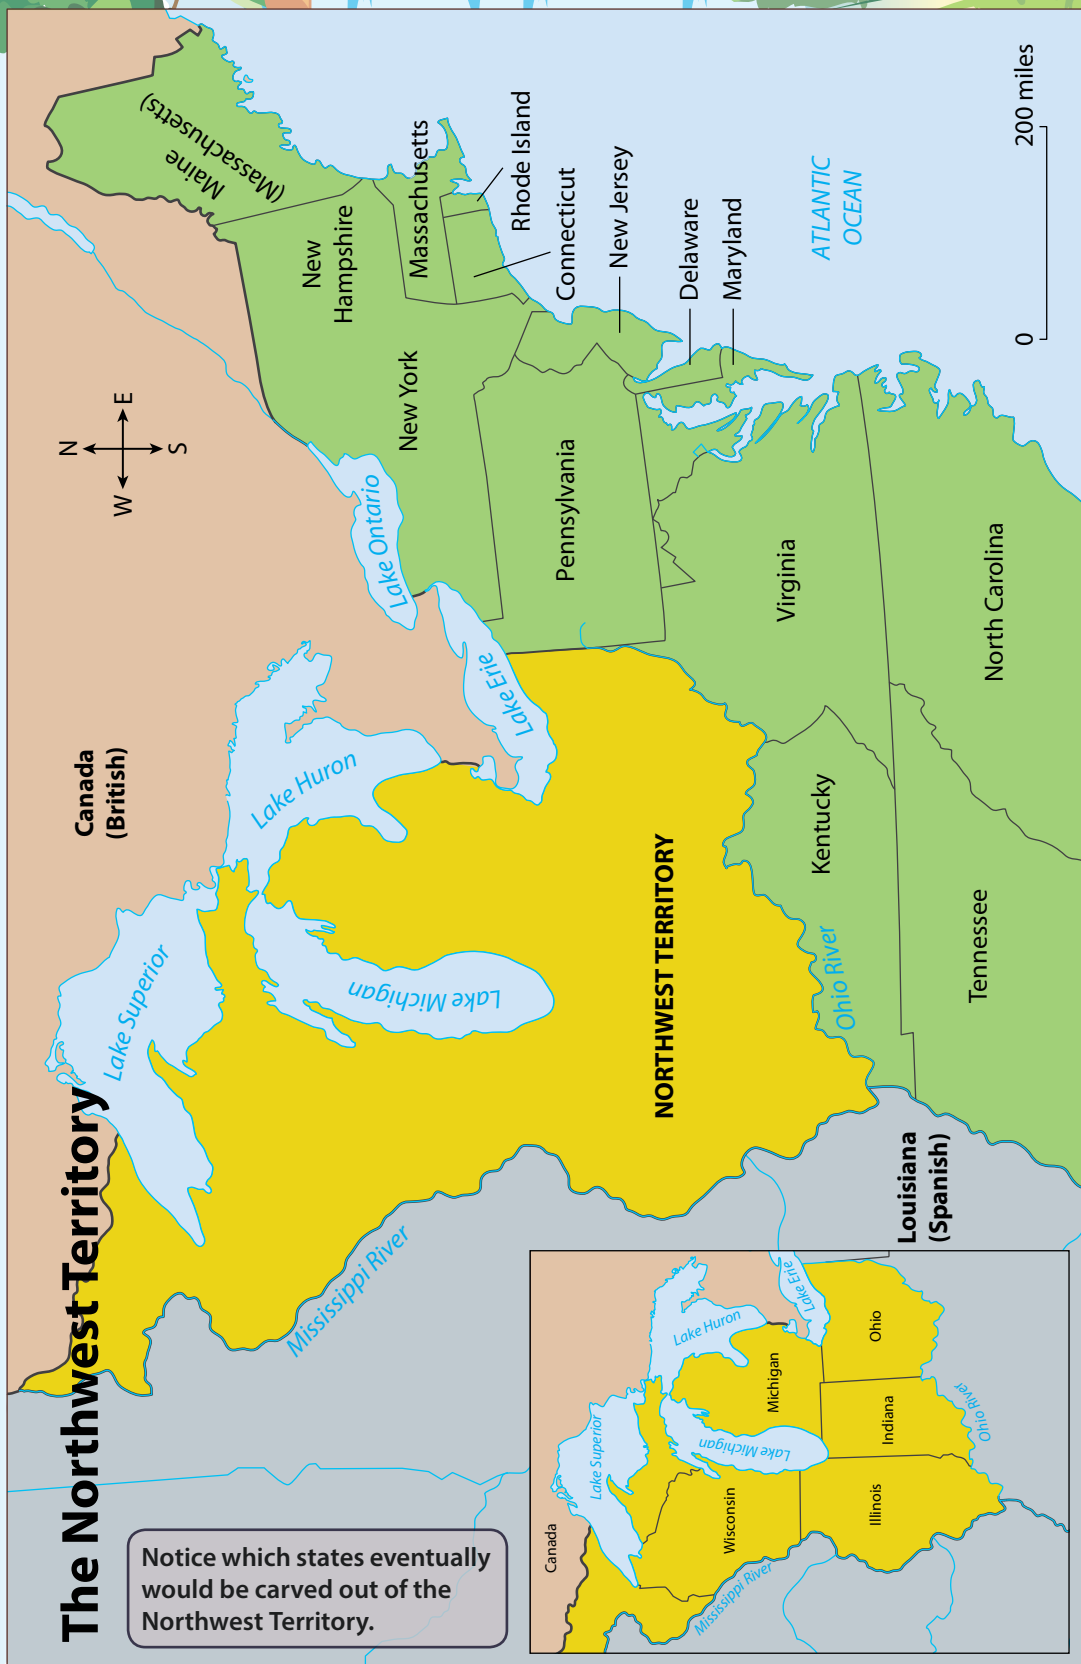 The Northwest Territory
Notice which states eventually
would be carved out of the
Northwest Territory.
N
W
E
S
Canada
(British)
Lake Superior
Lake Huron
Lake Michigan
Lake Ontario
Lake Erie
Maine
(Massachusetts)
New
Hampshire
Massachusetts
New York
Rhode Island
Connecticut
New Jersey
Pennsylvania
Delaware
Maryland
NORTHWEST TERRITORY
Mississippi River
Ohio River
Virginia
Kentucky
North Carolina
Tennessee
Louisiana
(Spanish)
ATLANTIC
OCEAN
0
200 miles
Canada
Lake Superior
Lake Huron
Lake Michigan
Lake Erie
Wisconsin
Michigan
Illinois
Indiana
Ohio
Mississippi River
Ohio River